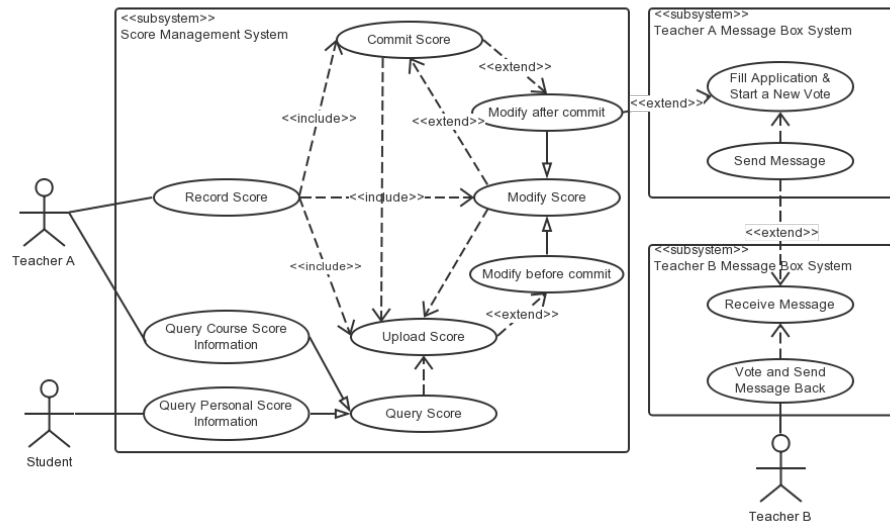 <<subsystem>>
Score Management System
Commit Score
<<extend>>
Modify after commit
<<include>>
<<extend>>
Record Score
<<include>>
Modify Score
<<include>>
Modify before commit
Upload Score
<<extend>>
Query Course Score
Information
Query Personal Score
Information
Query Score
Teacher A
Student
<<extend>>
<<subsystem>>
Teacher A Message Box System
Fill Application &
Start a New Vote
Send Message
<<extend>>
<<subsystem>>
Teacher B Message Box System
Receive Message
Vote and Send
Message Back
Teacher B